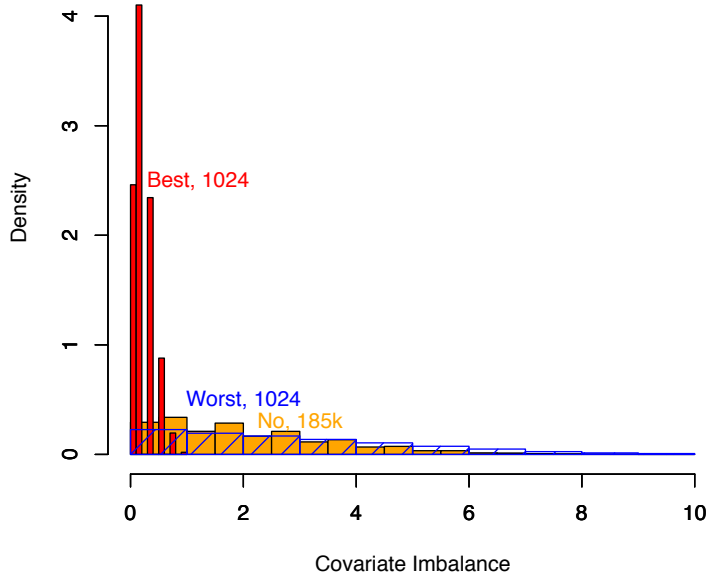 4
3
Density
Best, 1024
2
1
Worst, 1024
No, 185k
0
0 2 4 6 8 10
Covariate Imbalance